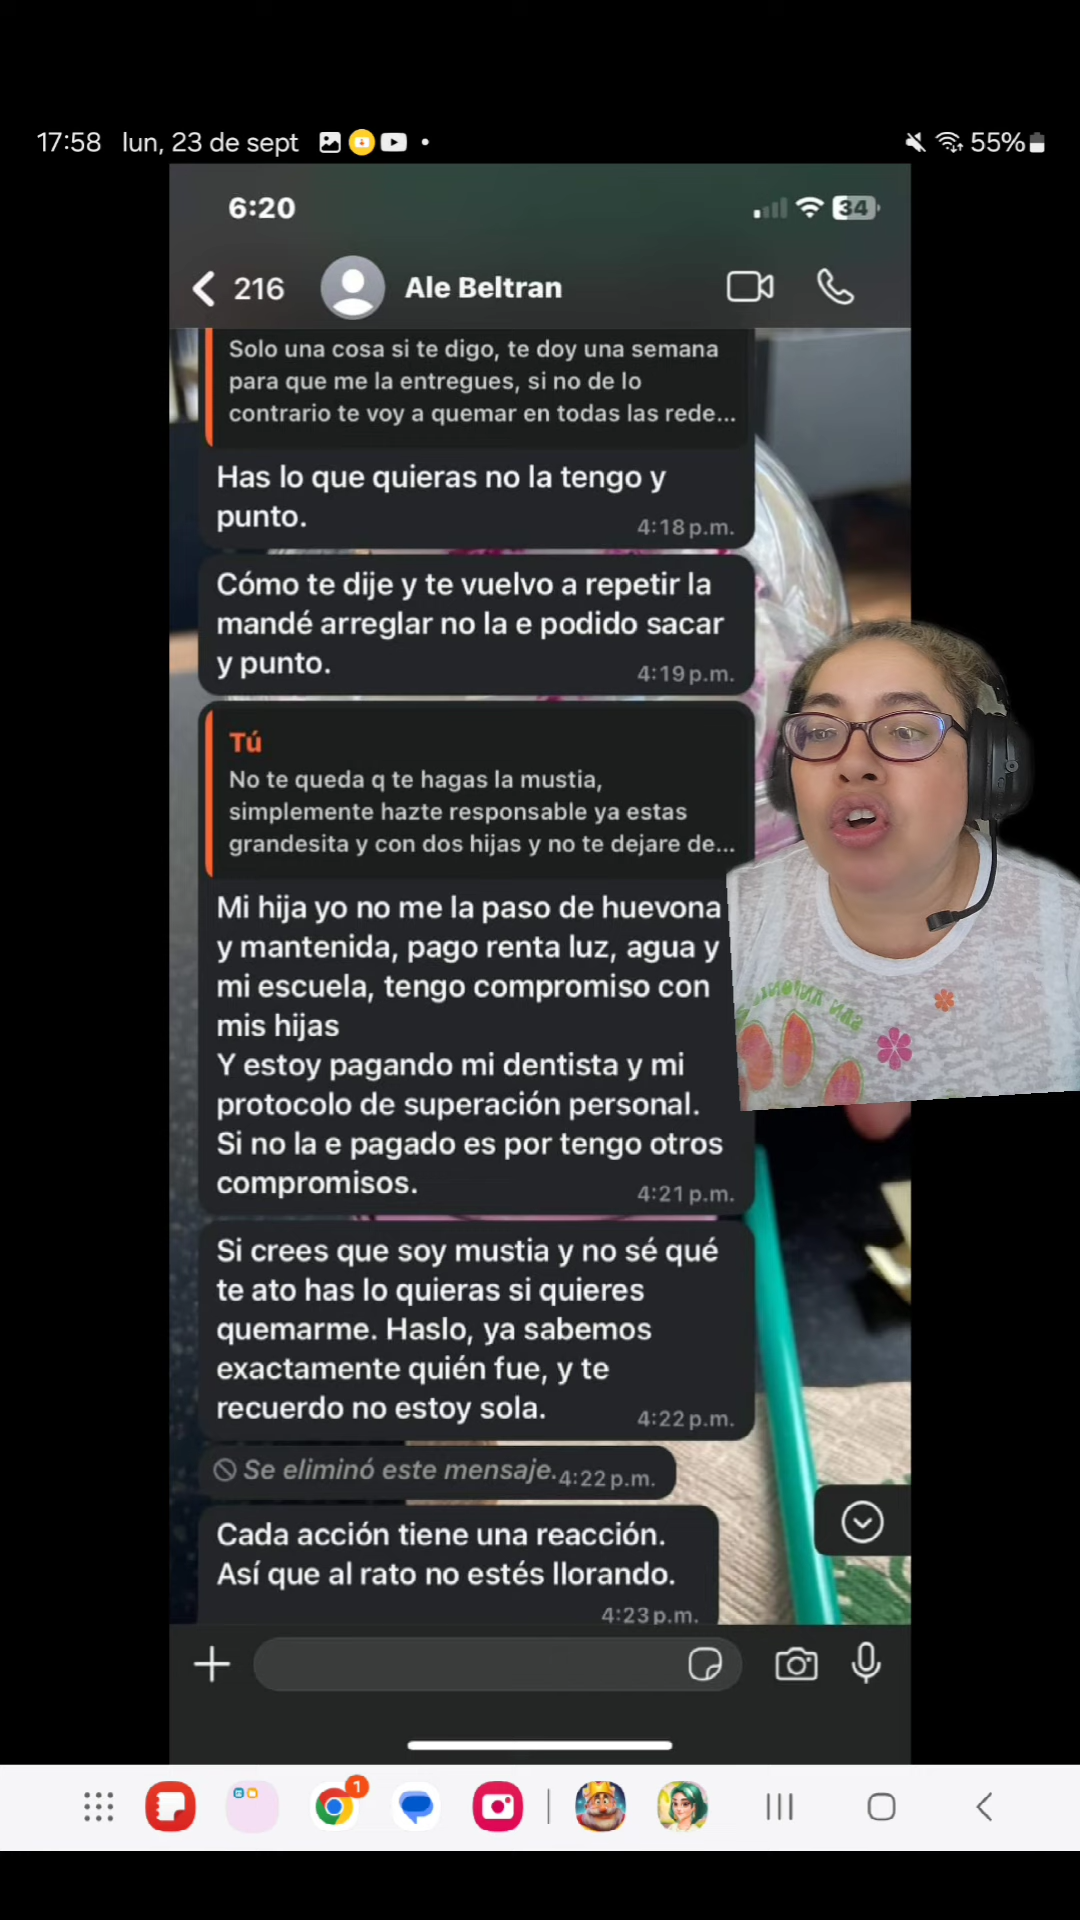 17:58 lun, 23 de sept
55%
6:20
34
216
Ale Beltran
Solo una cosa si te digo, te doy una semana
para que me la entregues, si no de lo
contrario te voy a quemar en todas las rede...
Has lo que quieras no la tengo y
punto.
4:18 p.m.
Cómo te dije y te vuelvo a repetir la
mandé arreglar no la e podido sacar
y punto.
4:19 p.m.
Tú
No te queda q te hagas la mustia,
simplemente hazte responsable ya estas
grandesita y con dos hijas y no te dejare de...
Mi hija yo no me la paso de huevona
y mantenida, pago renta luz, agua y
mi escuela, tengo compromiso con
mis hijas
Y estoy pagando mi dentista y mi
protocolo de superación personal.
Si no la e pagado es por tengo otros
compromisos.
4:21 p.m.
Si crees que soy mustia y no sé qué
te ato has lo quieras si quieres
quemarme. Haslo, ya sabemos
exactamente quién fue, y te
recuerdo no estoy sola.
4:22 p.m.
Se eliminó este mensaje.
4:22 p.m.
Cada acción tiene una reacción.
Así que al rato no estés llorando.
4:23 p.m.
1